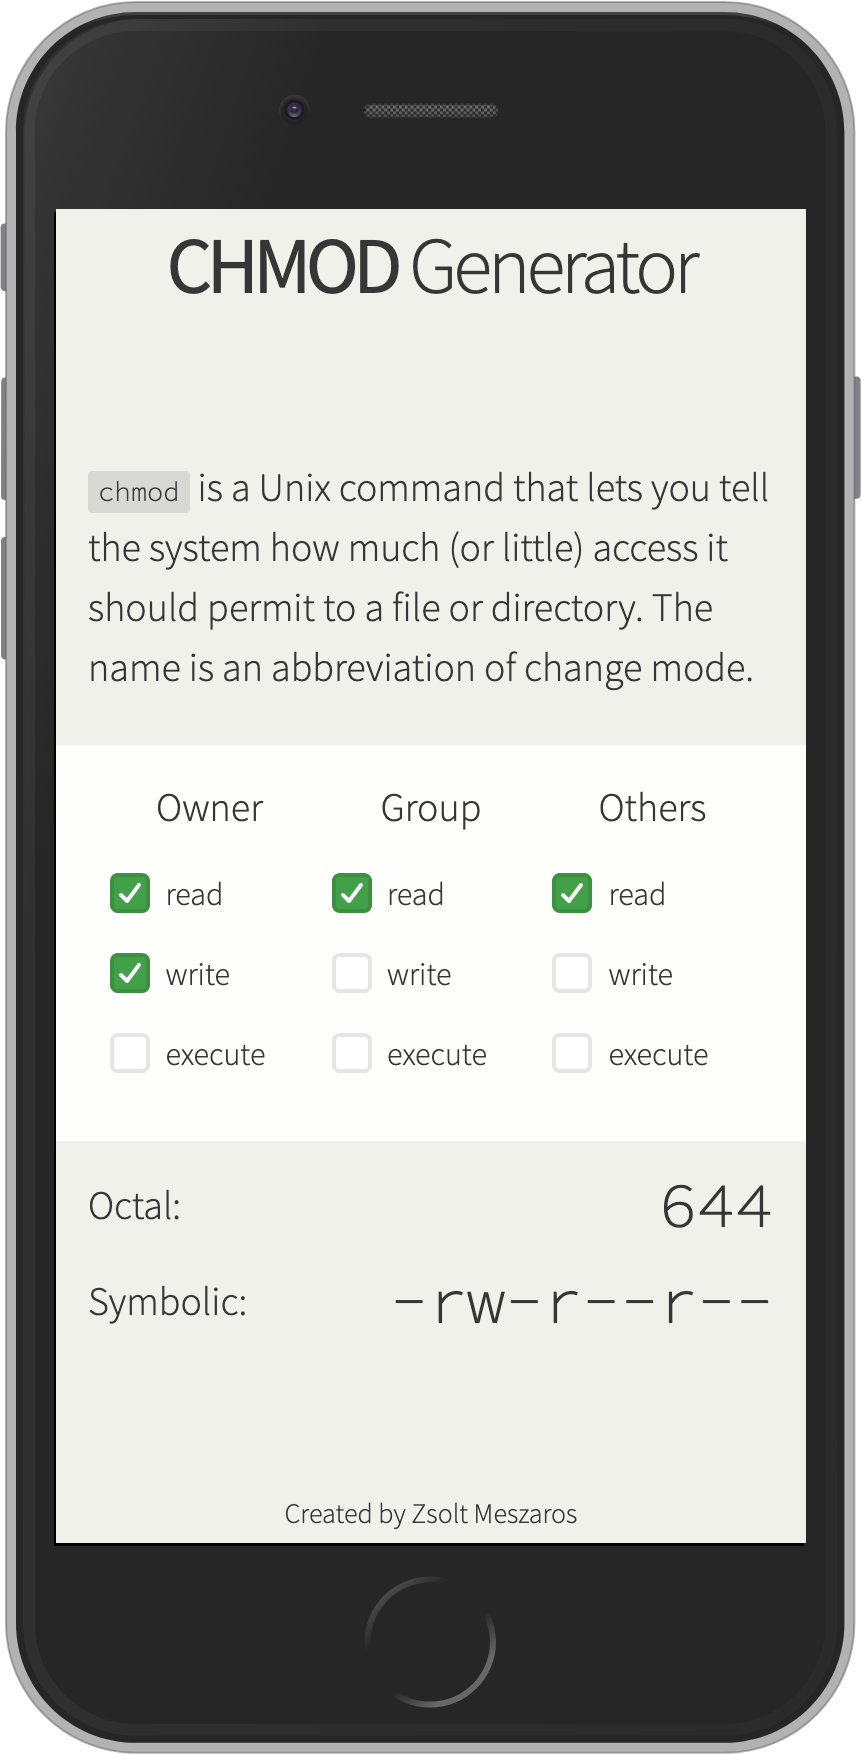 CHMOD Generator
chmod is a Unix command that lets you tell
the system how much (or little) access it
should permit to a file or directory. The
name is an abbreviation of change mode.
Owner Group Others
read read read
write write write
execute execute execute
Octal: 644
Symbolic: -rw-r--r--
Created by Zsolt Meszaros